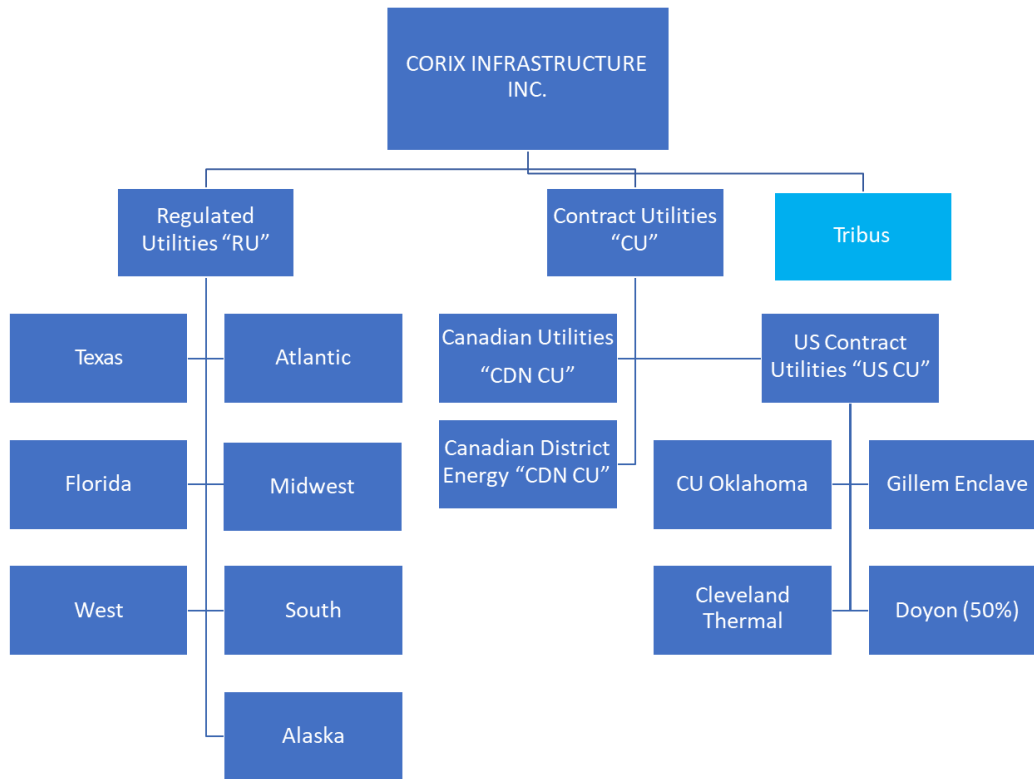 CORIX INFRASTRUCTURE
INC.
Regulated
Utilities “RU”
Contract Utilities
“CU”
Tribus
Texas
Atlantic
Canadian Utilities
“CDN CU”
US Contract
Utilities “US CU”
Florida
Midwest
Canadian District
Energy “CDN CU”
CU Oklahoma
Gillem Enclave
West
South
Cleveland
Thermal
Doyon (50%)
Alaska